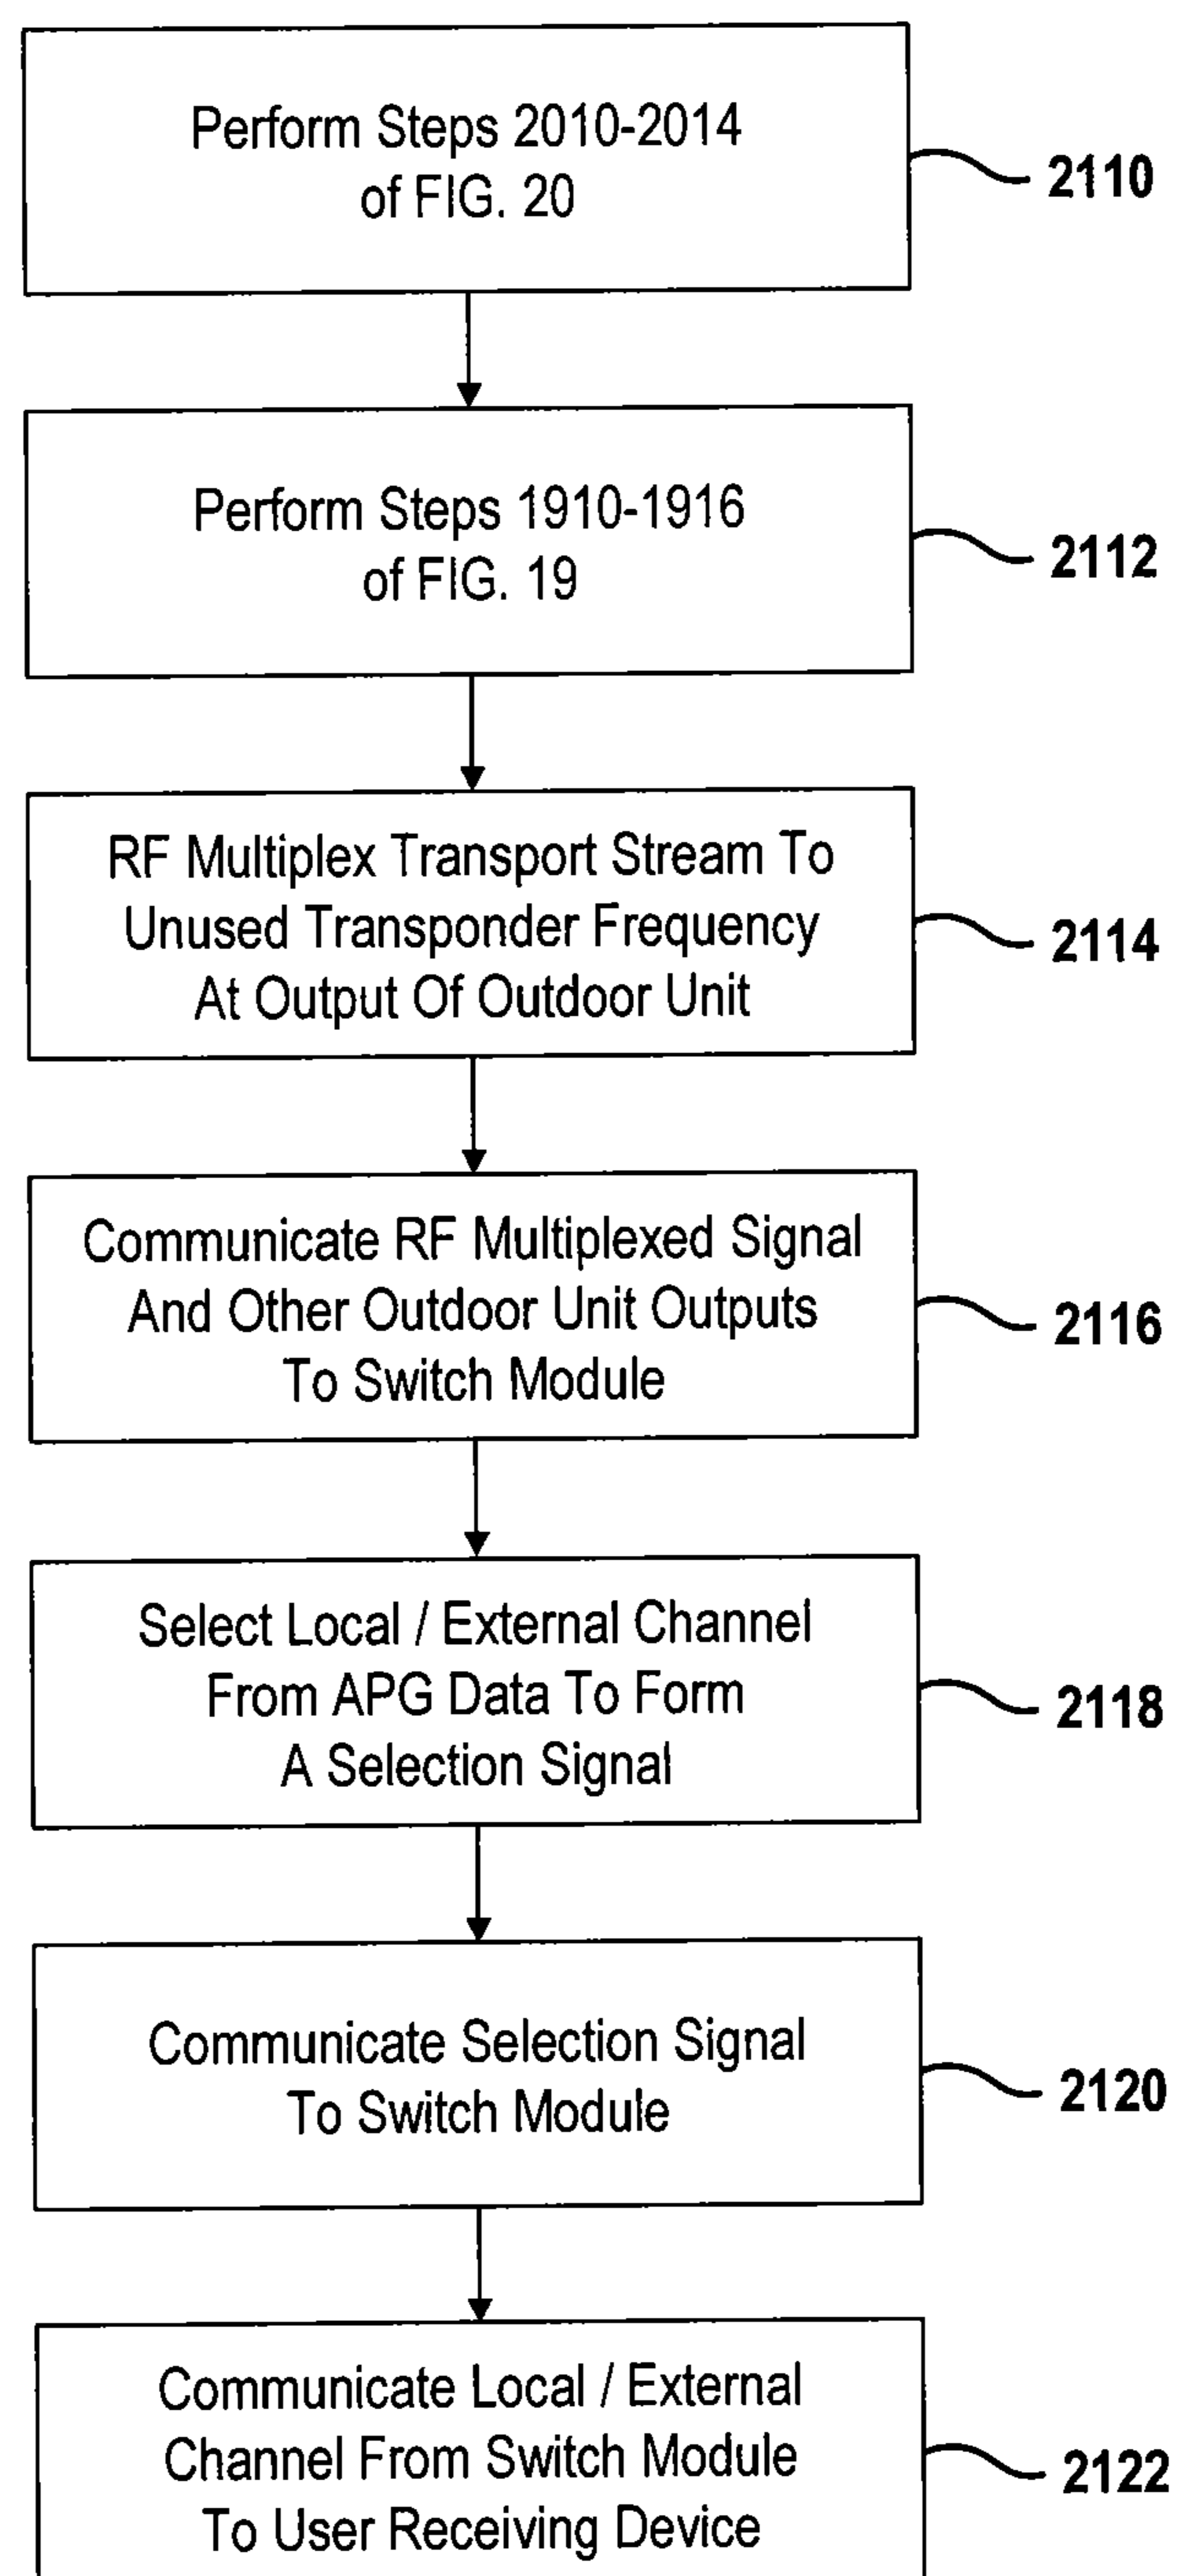 Perform Steps 2010-2014
of FIG. 20
2110
Perform Steps 1910-1916
of FIG. 19
2112
RF Multiplex Transport Stream To
Unused Transponder Frequency
At Output Of Outdoor Unit
2114
Communicate RF Multiplexed Signal
And Other Outdoor Unit Outputs
To Switch Module
2116
Select Local / External Channel
From APG Data To Form
A Selection Signal
2118
Communicate Selection Signal
To Switch Module
2120
Communicate Local / External
Channel From Switch Module
To User Receiving Device
2122